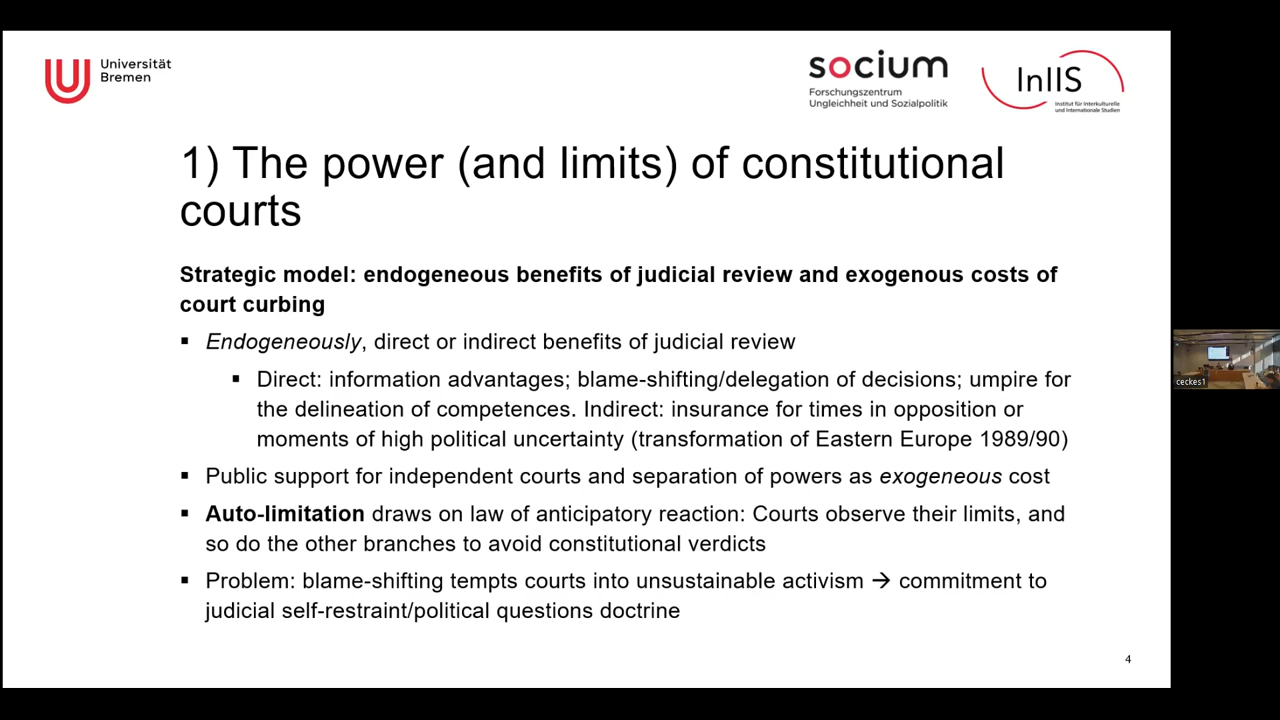 Universität
Bremen
socium
Forschungszentrum
Ungleichheit und Sozialpolitik
InIIS
Institut für Interkulturelle
und Internationale Studien
1) The power (and limits) of constitutional
courts
Strategic model: endogeneous benefits of judicial review and exogenous costs of
court curbing
▪ Endogeneously, direct or indirect benefits of judicial review
▪ Direct: information advantages; blame-shifting/delegation of decisions; umpire for
the delineation of competences. Indirect: insurance for times in opposition or
moments of high political uncertainty (transformation of Eastern Europe 1989/90)
▪ Public support for independent courts and separation of powers as exogeneous cost
▪ Auto-limitation draws on law of anticipatory reaction: Courts observe their limits, and
so do the other branches to avoid constitutional verdicts
▪ Problem: blame-shifting tempts courts into unsustainable activism → commitment to
judicial self-restraint/political questions doctrine
4
ceckes1